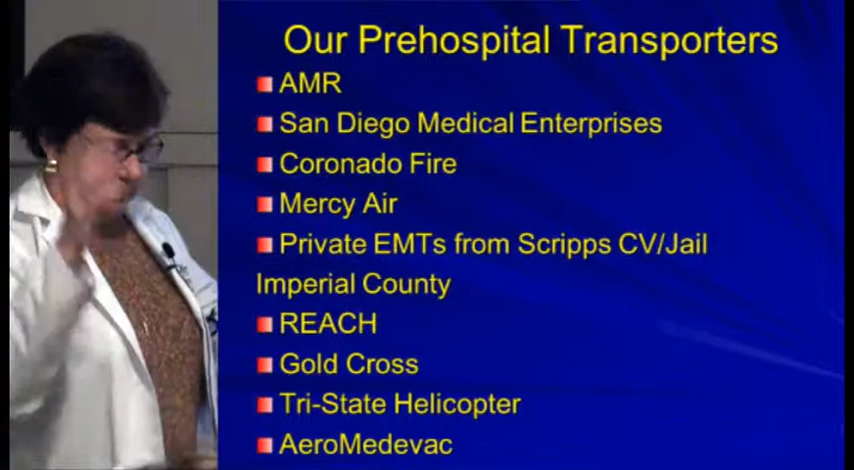 Our Prehospital Transporters
AMR
San Diego Medical Enterprises
Coronado Fire
Mercy Air
Private EMTs from Scripps CV/Jail
Imperial County
REACH
Gold Cross
Tri-State Helicopter
AeroMedevac